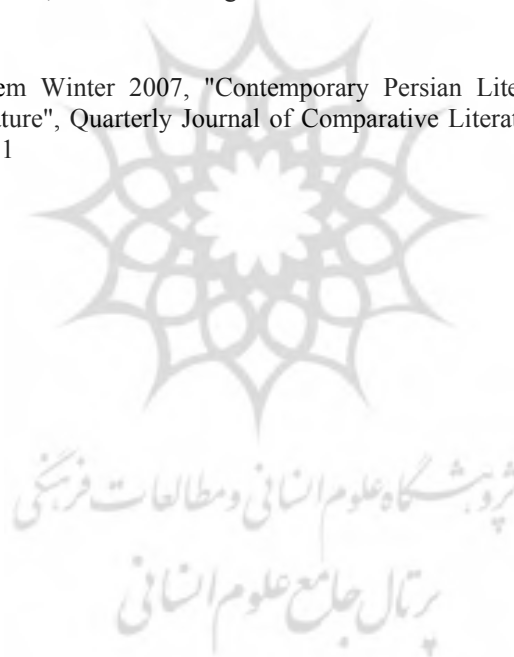 em Winter 2007, "Contemporary Persian Lite
ature", Quarterly Journal of Comparative Literat
1
پژوهشگاه علوم انسانی و مطالعات فرهنگی
پرتال جامع علوم انسانی